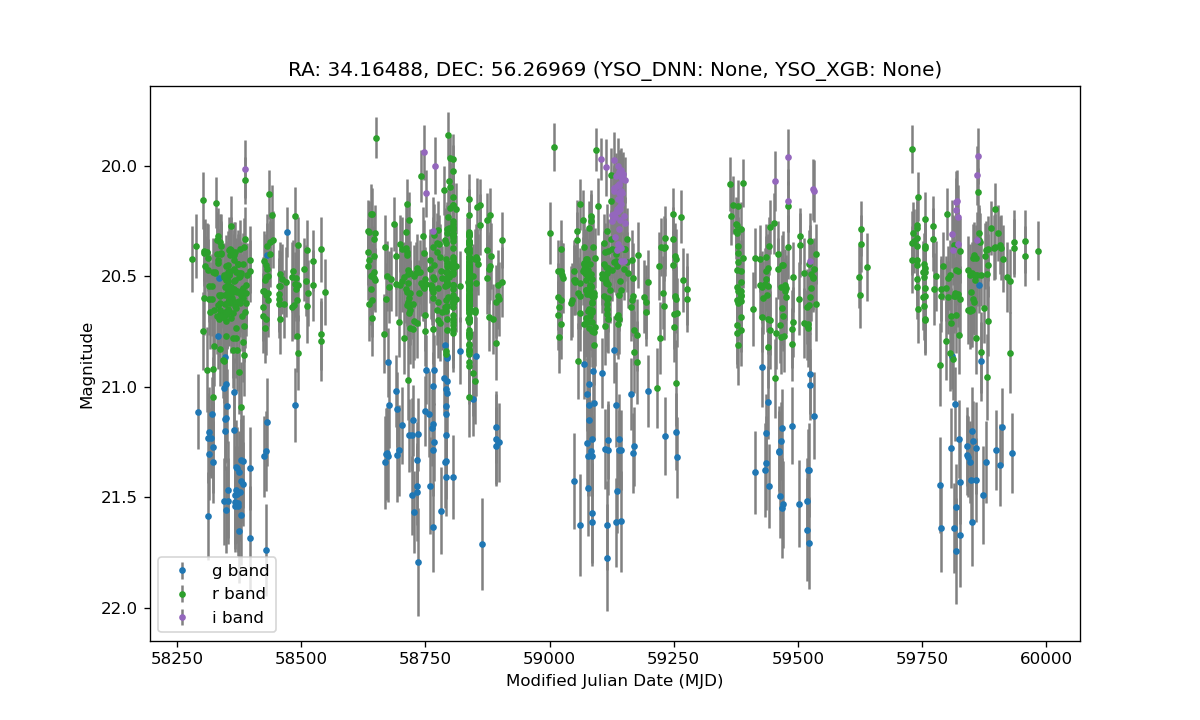 RA: 34.16488, DEC: 56.26969 (YSO_DNN: None, YSO_XGB: None)
Magnitude
20.0
20.5
21.0
21.5
22.0
g band
r band
i band
58250 58500 58750 59000 59250 59500 59750 60000
Modified Julian Date (MJD)